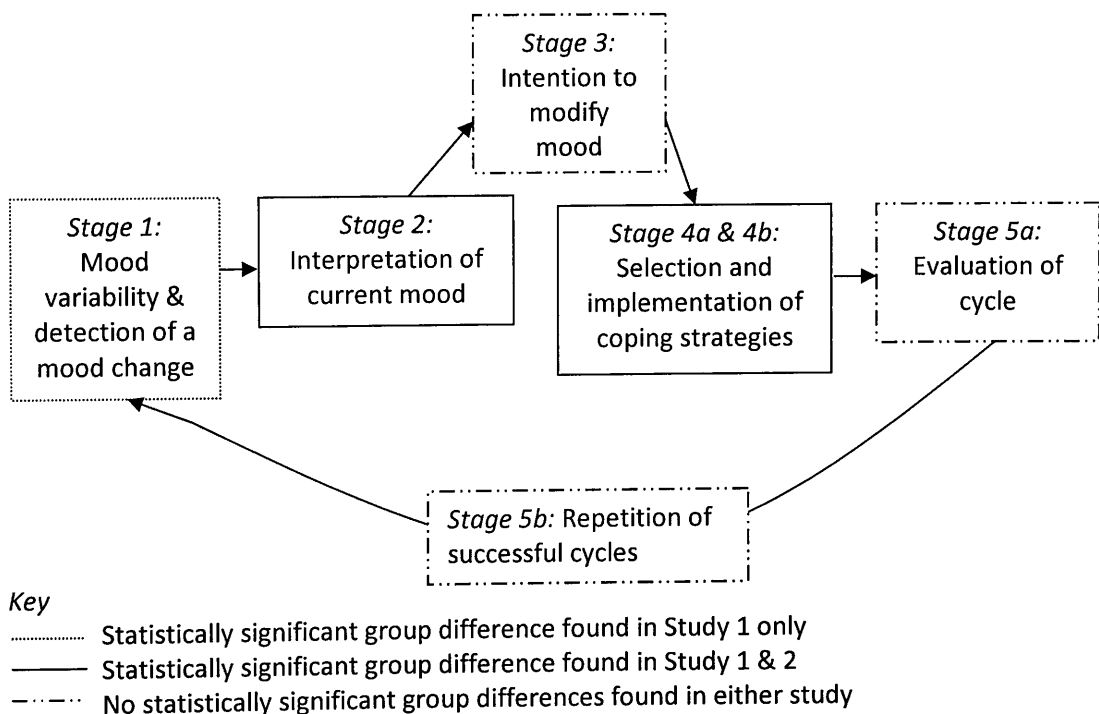 Stage 3:
Intention to
modify
mood
Stage 1:
Mood
variability &
detection of a
mood change
Stage 2:
Interpretation of
current mood
Stage 4a & 4b:
Selection and
implementation of
coping strategies
Stage 5a:
Evaluation of
cycle
Stage 5b: Repetition of
successful cycles
Key
Statistically significant group difference found in Study 1 only
Statistically significant group difference found in Study 1 & 2
No statistically significant group differences found in either study